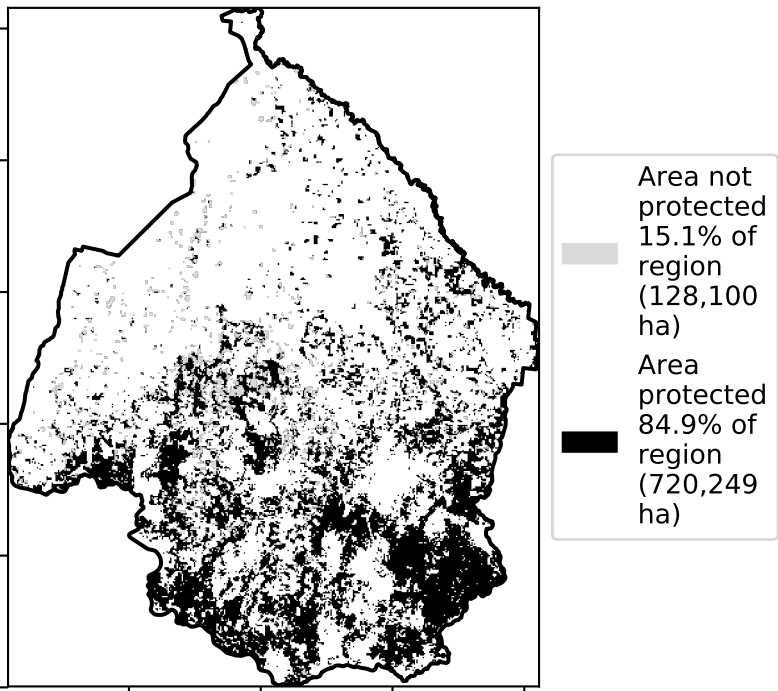 Area not
protected
15.1% of
region
(128,100
ha)
Area
protected
84.9% of
region
(720,249
ha)